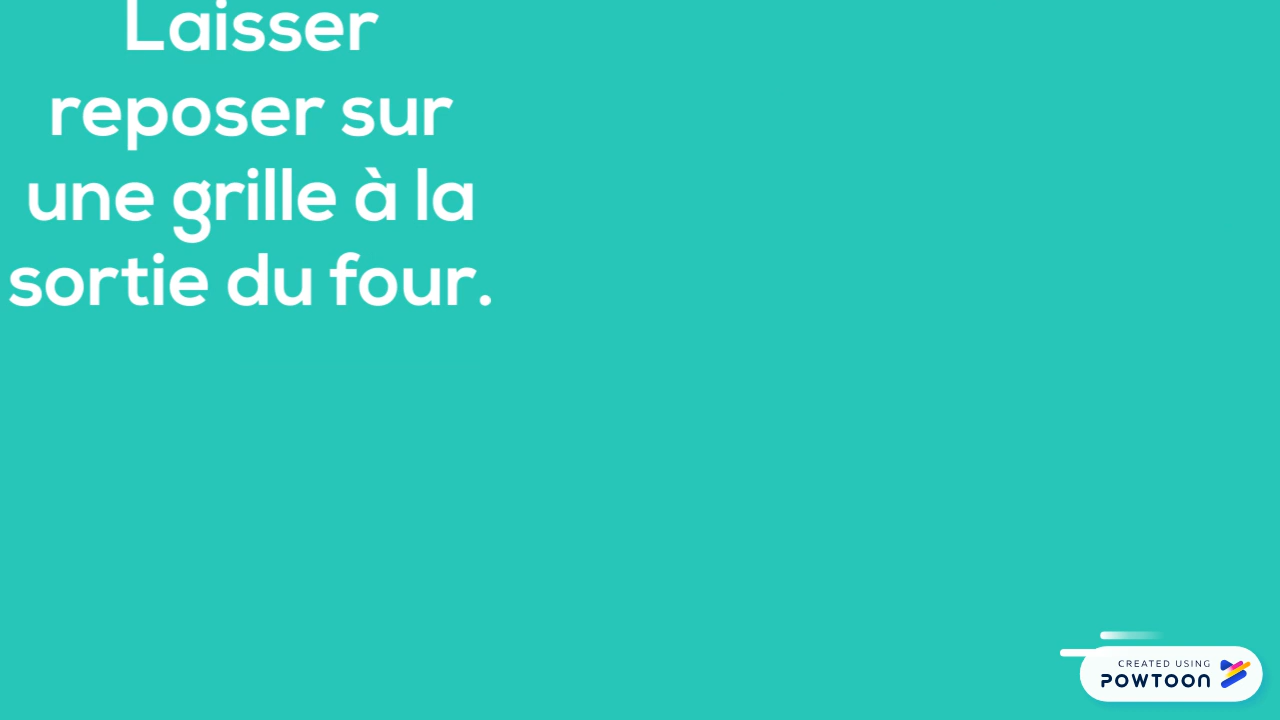 Laisser
reposer sur
une grille à la
sortie du four.
CREATED USING
POWTOON